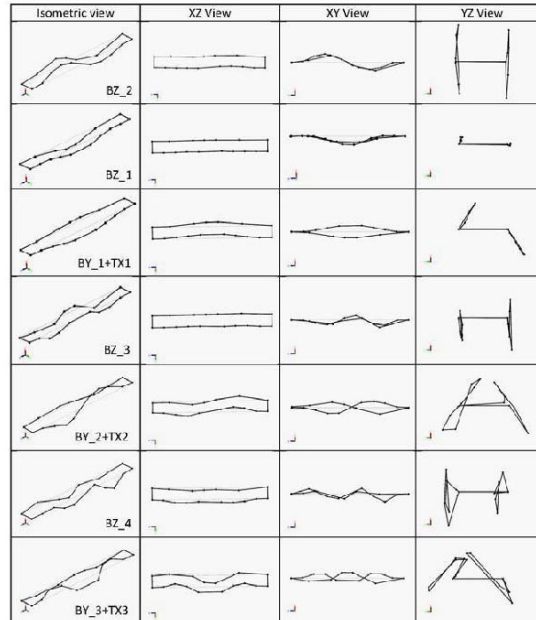 Isometric view XZ View XY View YZ View
BZ_2
BZ_1
BY_1+TX1
BZ_3
BY_2+TX2
BZ_4
BY_3+TX3